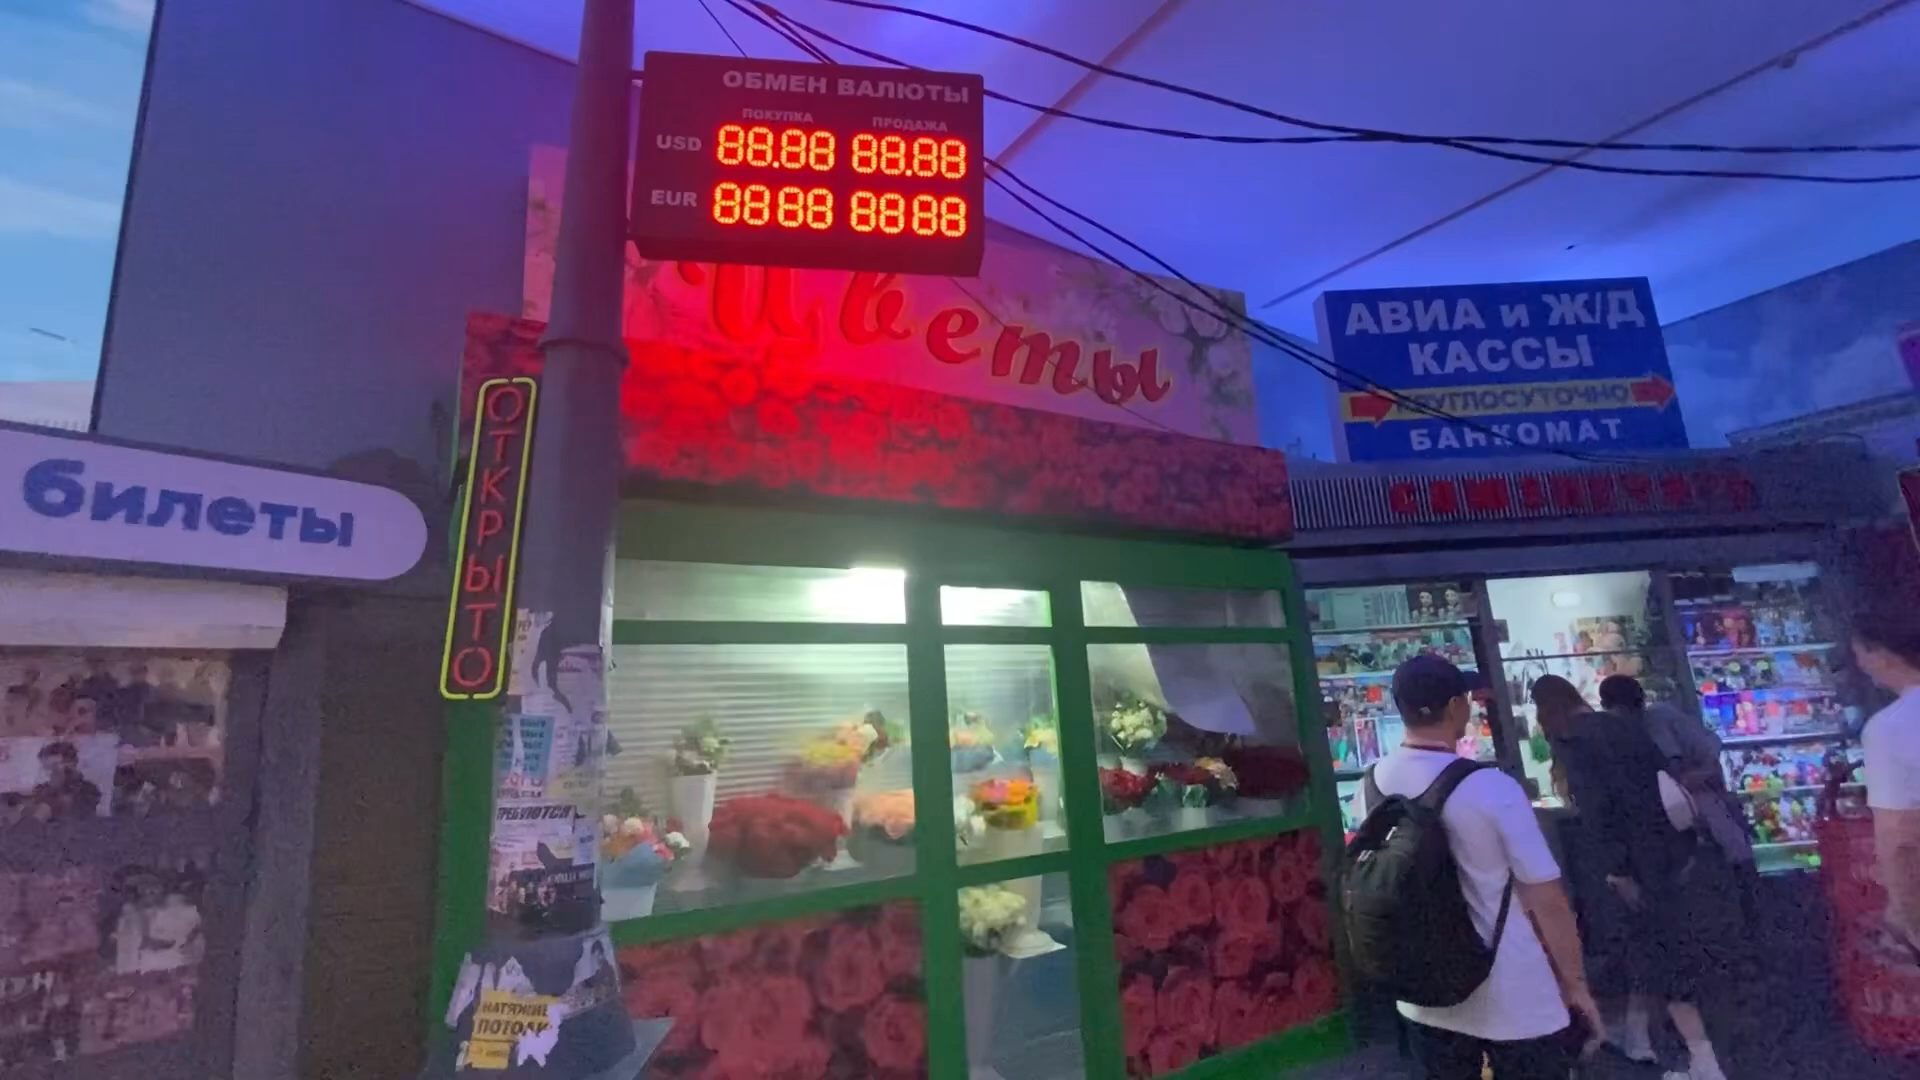 ОБМЕН ВАЛЮТЫ
ПОКУПКА ПРОДАЖА
USD 88.88 88.88
EUR 88 88 88 88
Цветы
АВИА и Ж/Д
КАССЫ
КРУГЛОСУТОЧНО
БАНКОМАТ
билеты
ОТКРЫТО
ТРЕБУЮТСЯ
НАТЯЖНЫЕ
ПОТОЛКИ